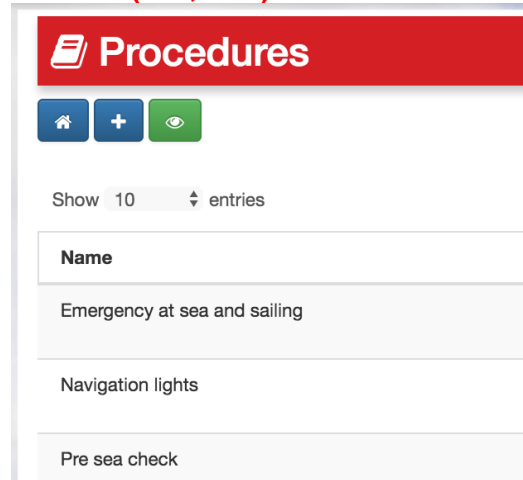 Procedures
Show 10 entries
Name
Emergency at sea and sailing
Navigation lights
Pre sea check